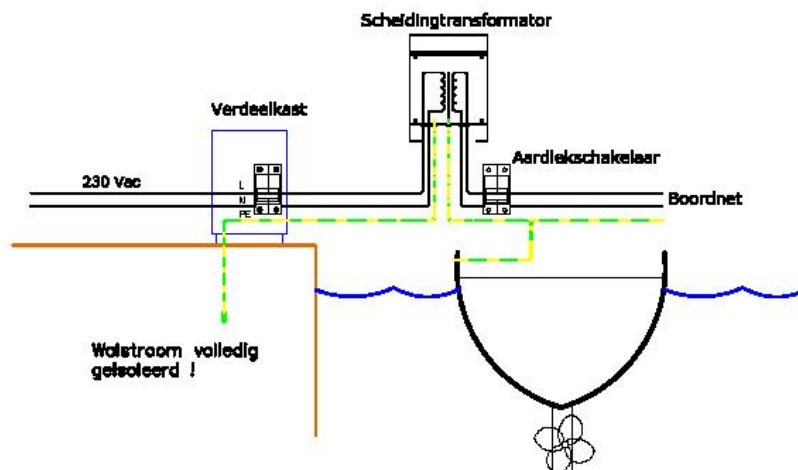 Scheidingtransformator
Verdeelkast
Aardlekschakelaar
230 Vac
L
N
PE
Boordnet
Walstroom volledig
geïsoleerd !